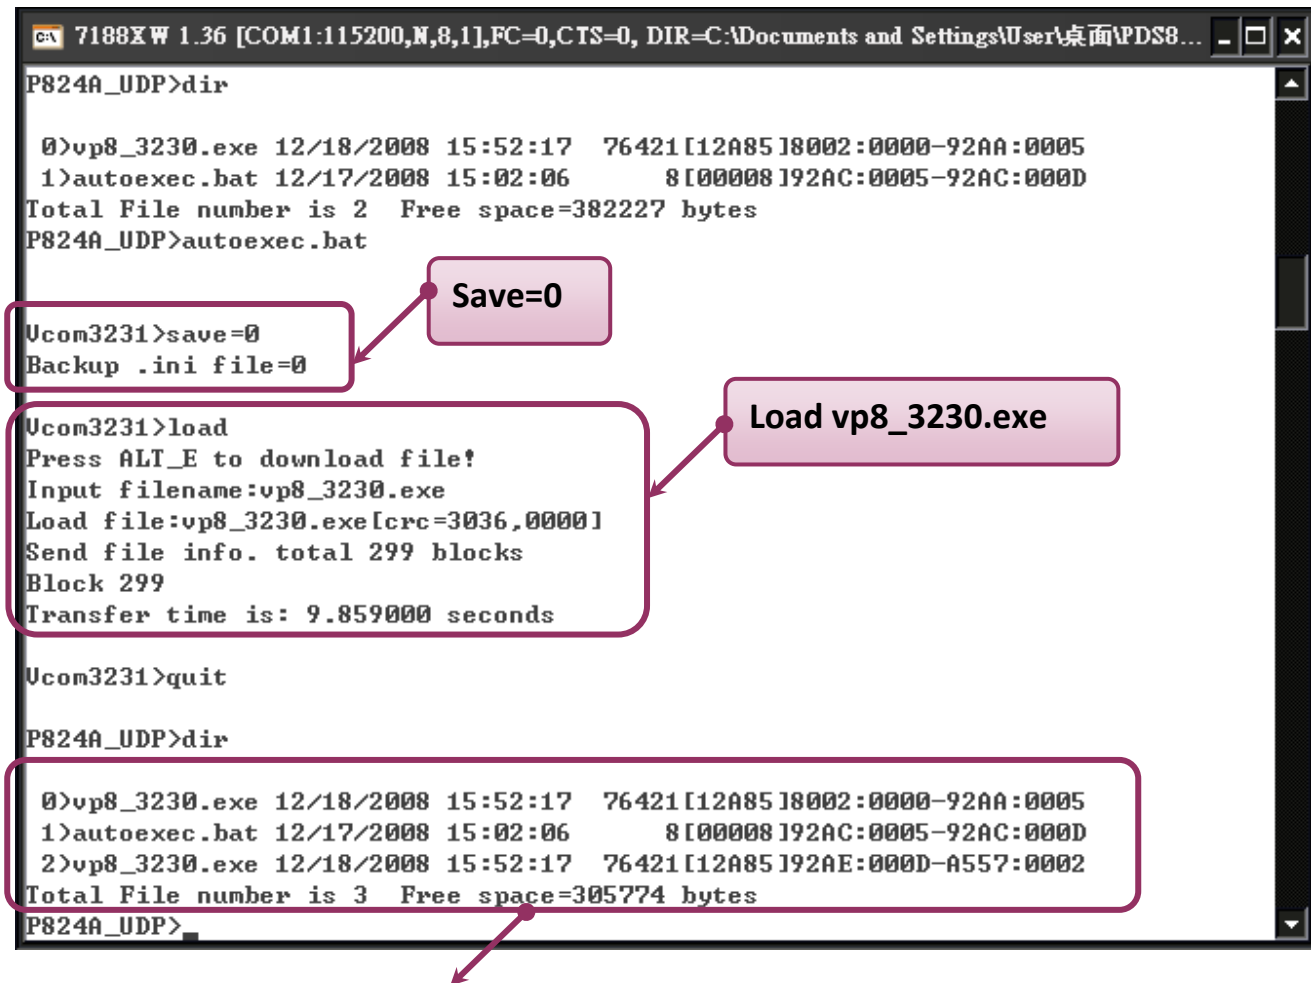 7188XW 1.36 [COM1:115200,N,8,1],FC=0,CTS=0, DIR=C:\Documents and Settings\User\桌面\PDS8...
P824A_UDP>dir
0)vp8_3230.exe 12/18/2008 15:52:17  76421[12A85]8002:0000-92AA:0005
1)autoexec.bat 12/17/2008 15:02:06      8[00008]92AC:0005-92AC:000D
Total File number is 2  Free space=382227 bytes
P824A_UDP>autoexec.bat
Save=0
Vcom3231>save=0
Backup .ini file=0
Load vp8_3230.exe
Vcom3231>load
Press ALT_E to download file!
Input filename:vp8_3230.exe
Load file:vp8_3230.exe[crc=3036,0000]
Send file info. total 299 blocks
Block 299
Transfer time is: 9.859000 seconds
Vcom3231>quit
P824A_UDP>dir
0)vp8_3230.exe 12/18/2008 15:52:17  76421[12A85]8002:0000-92AA:0005
1)autoexec.bat 12/17/2008 15:02:06      8[00008]92AC:0005-92AC:000D
2)vp8_3230.exe 12/18/2008 15:52:17  76421[12A85]92AE:000D-A557:0002
Total File number is 3  Free space=305774 bytes
P824A_UDP>_